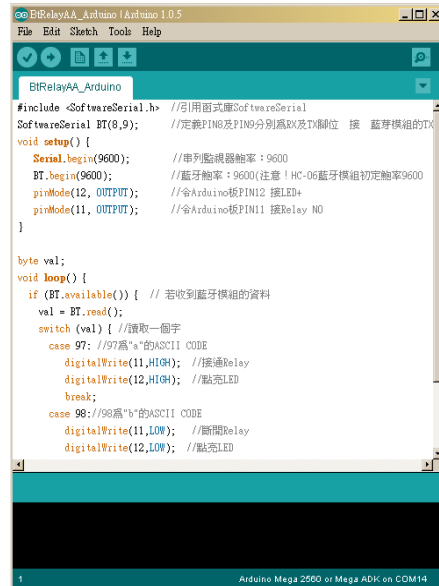 BtRelayAA_Arduino | Arduino 1.0.5
File Edit Sketch Tools Help
BtRelayAA_Arduino
#include <SoftwareSerial.h> //引用函式庫SoftwareSerial
SoftwareSerial BT(8,9); //定義PIN8及PIN9分別爲RX及TX腳位 接 藍芽模組的TX
void setup() {
Serial.begin(9600); //串列監視器鮑率：9600
BT.begin(9600); //藍牙鮑率：9600(注意！HC-06藍牙模組初定鮑率9600
pinMode(12, OUTPUT); //令Arduino板PIN12 接LED+
pinMode(11, OUTPUT); //令Arduino板PIN11 接Relay NO
}
byte val;
void loop() {
if (BT.available()) { // 若收到藍牙模組的資料
val = BT.read();
switch (val) { //讀取一個字
case 97: //97爲"a"的ASCII CODE
digitalWrite(11,HIGH); //接通Relay
digitalWrite(12,HIGH); //點亮LED
break;
case 98://98爲"b"的ASCII CODE
digitalWrite(11,LOW); //斷開Relay
digitalWrite(12,LOW); //點亮LED
1 Arduino Mega 2560 or Mega ADK on COM14